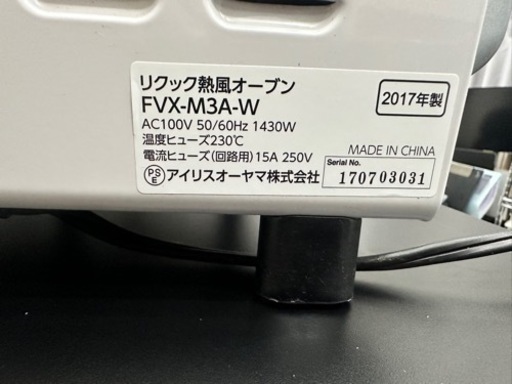 リクック熱風オーブン
FVX-M3A-W
2017年製
AC100V 50/60Hz 1430W
温度ヒューズ230℃
電流ヒューズ(回路用)15A 250V
MADE IN CHINA
PSE アイリスオーヤマ株式会社
Serial No.
170703031